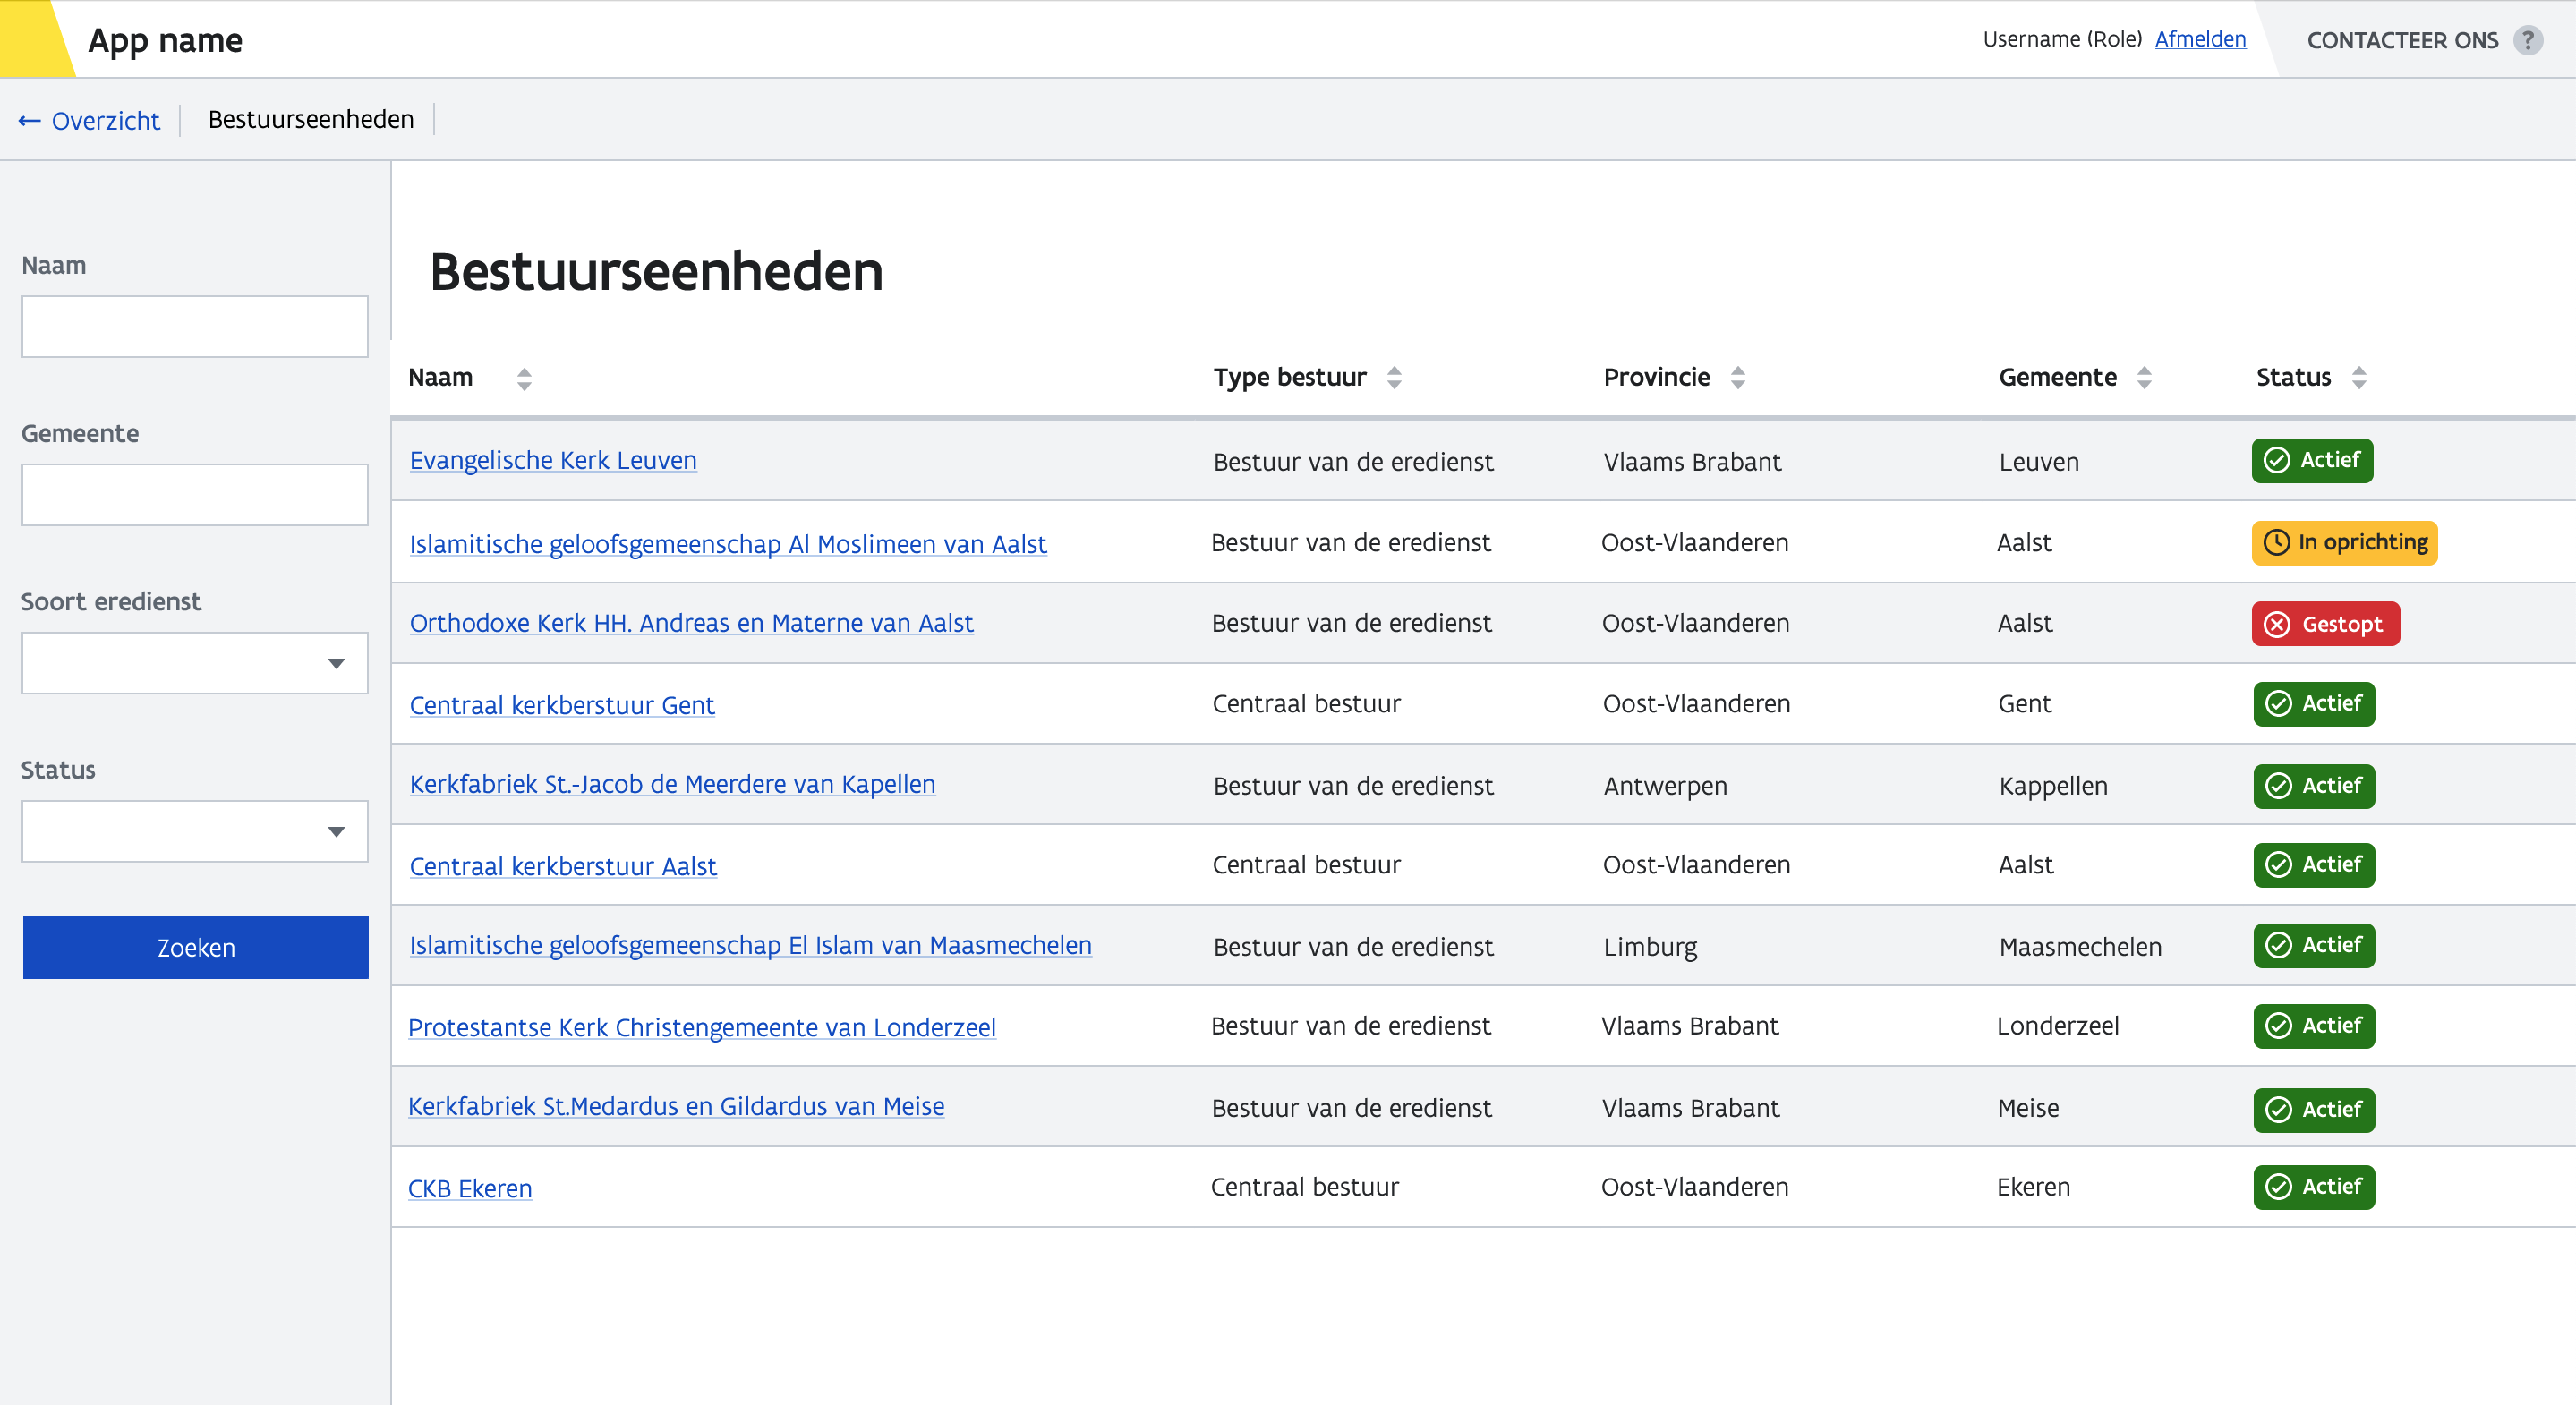 App name
Username (Role) Afmelden CONTACTEER ONS ?
← Overzicht Bestuurseenheden
Naam
Gemeente
Soort eredienst
Status
Zoeken
Bestuurseenheden
Naam Type bestuur Provincie Gemeente Status
Evangelische Kerk Leuven Bestuur van de eredienst Vlaams Brabant Leuven Actief
Islamitische geloofsgemeenschap Al Moslimeen van Aalst Bestuur van de eredienst Oost-Vlaanderen Aalst In oprichting
Orthodoxe Kerk HH. Andreas en Materne van Aalst Bestuur van de eredienst Oost-Vlaanderen Aalst Gestopt
Centraal kerkberstuur Gent Centraal bestuur Oost-Vlaanderen Gent Actief
Kerkfabriek St.-Jacob de Meerdere van Kapellen Bestuur van de eredienst Antwerpen Kappellen Actief
Centraal kerkberstuur Aalst Centraal bestuur Oost-Vlaanderen Aalst Actief
Islamitische geloofsgemeenschap El Islam van Maasmechelen Bestuur van de eredienst Limburg Maasmechelen Actief
Protestantse Kerk Christengemeente van Londerzeel Bestuur van de eredienst Vlaams Brabant Londerzeel Actief
Kerkfabriek St.Medardus en Gildardus van Meise Bestuur van de eredienst Vlaams Brabant Meise Actief
CKB Ekeren Centraal bestuur Oost-Vlaanderen Ekeren Actief